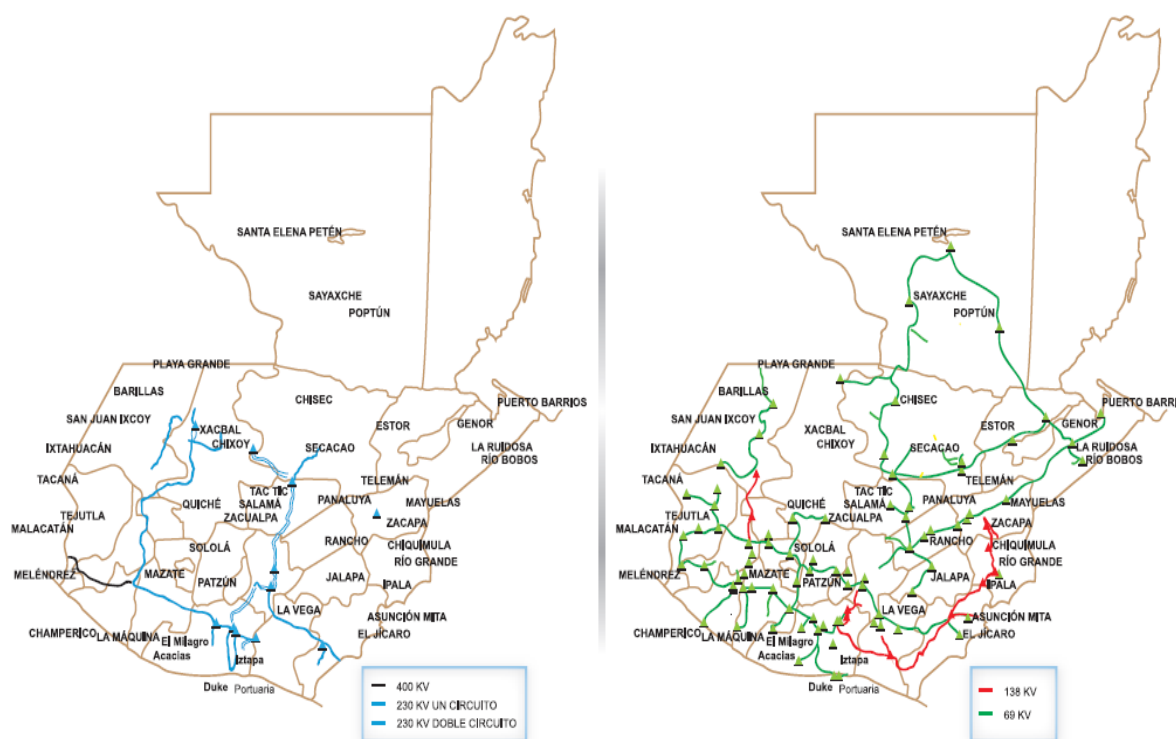 SANTA ELENA PETÉN
SAYAXCHE
POPTÚN
PLAYA GRANDE
BARILLAS
CHISEC
PUERTO BARRIOS
SAN JUAN IXCOY
ESTOR
GENOR
XACBAL
CHIXOY
SECACAO
LA RUIDOSA
RÍO BOBOS
IXTAHUACÁN
TACANÁ
TELEMÁN
TAC TIC
MAYUELAS
QUICHÉ
SALAMÁ
PANALUYA
TEJUTLA
ZACUALPA
ZACAPA
MALACATÁN
RANCHO
CHIQUIMULA
SOLOLÁ
RÍO GRANDE
MELÉNDREZ
MAZATE
PATZÚN
JALAPA
IPALA
LA VEGA
ASUNCIÓN MITA
CHAMPERICO
LA MÁQUINA
El Milagro
EL JÍCARO
Acacias
Iztapa
Duke
Portuaria
400 KV
230 KV UN CIRCUITO
230 KV DOBLE CIRCUITO
SANTA ELENA PETÉN
SAYAXCHE
POPTÚN
PLAYA GRANDE
BARILLAS
CHISEC
PUERTO BARRIOS
SAN JUAN IXCOY
ESTOR
GENOR
XACBAL
CHIXOY
SECACAO
LA RUIDOSA
RÍO BOBOS
IXTAHUACÁN
TACANÁ
TELEMÁN
TAC TIC
MAYUELAS
QUICHÉ
SALAMÁ
PANALUYA
TEJUTLA
ZACUALPA
ZACAPA
MALACATÁN
RANCHO
CHIQUIMULA
SOLOLÁ
RÍO GRANDE
MELÉNDREZ
MAZATE
PATZÚN
JALAPA
IPALA
LA VEGA
ASUNCIÓN MITA
CHAMPERICO
LA MÁQUINA
El Milagro
EL JÍCARO
Acacias
Iztapa
Duke
Portuaria
138 KV
69 KV